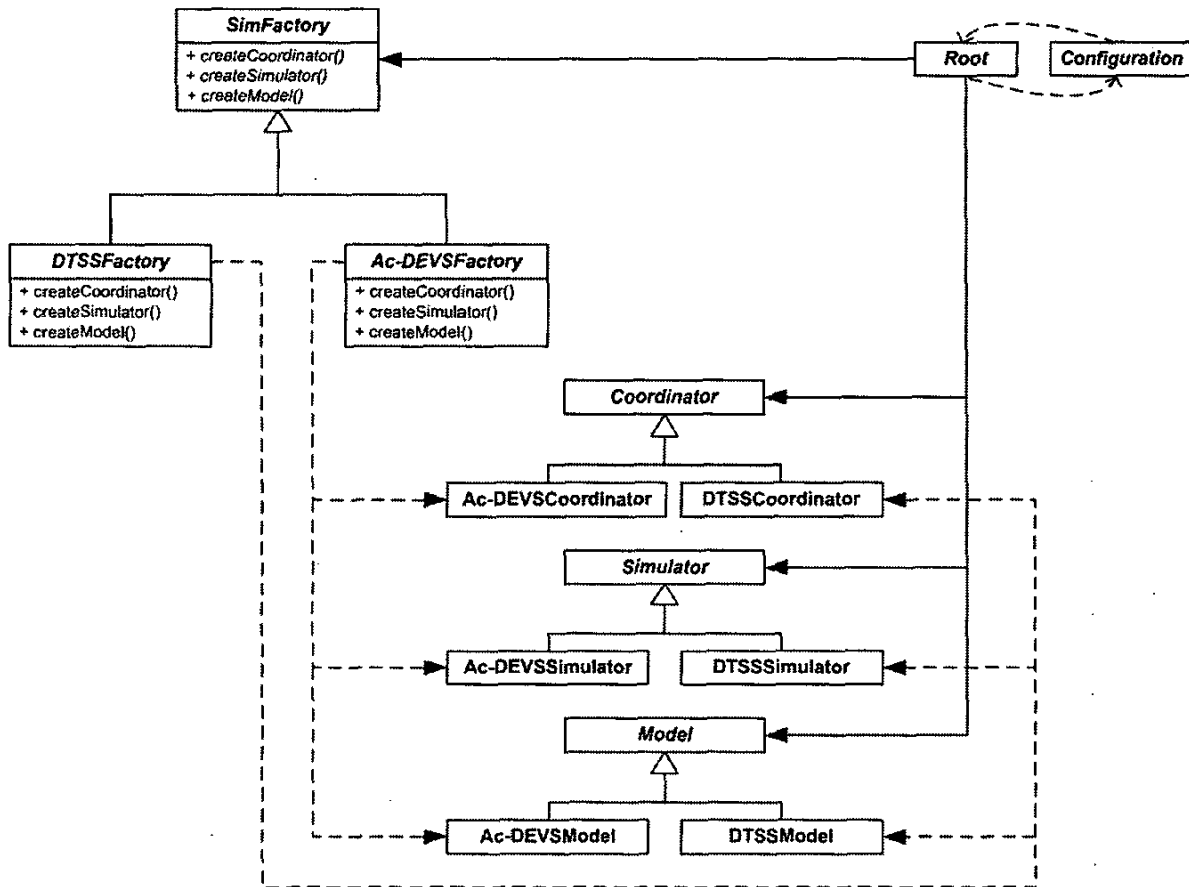 SimFactory
+ createCoordinator()
+ createSimulator()
+ createModel()
Root
Configuration
DTSSFactory
+ createCoordinator()
+ createSimulator()
+ createModel()
Ac-DEVSFactory
+ createCoordinator()
+ createSimulator()
+ createModel()
Coordinator
Ac-DEVSCoordinator
DTSSCoordinator
Simulator
Ac-DEVSSimulator
DTSSSimulator
Model
Ac-DEVSModel
DTSSModel